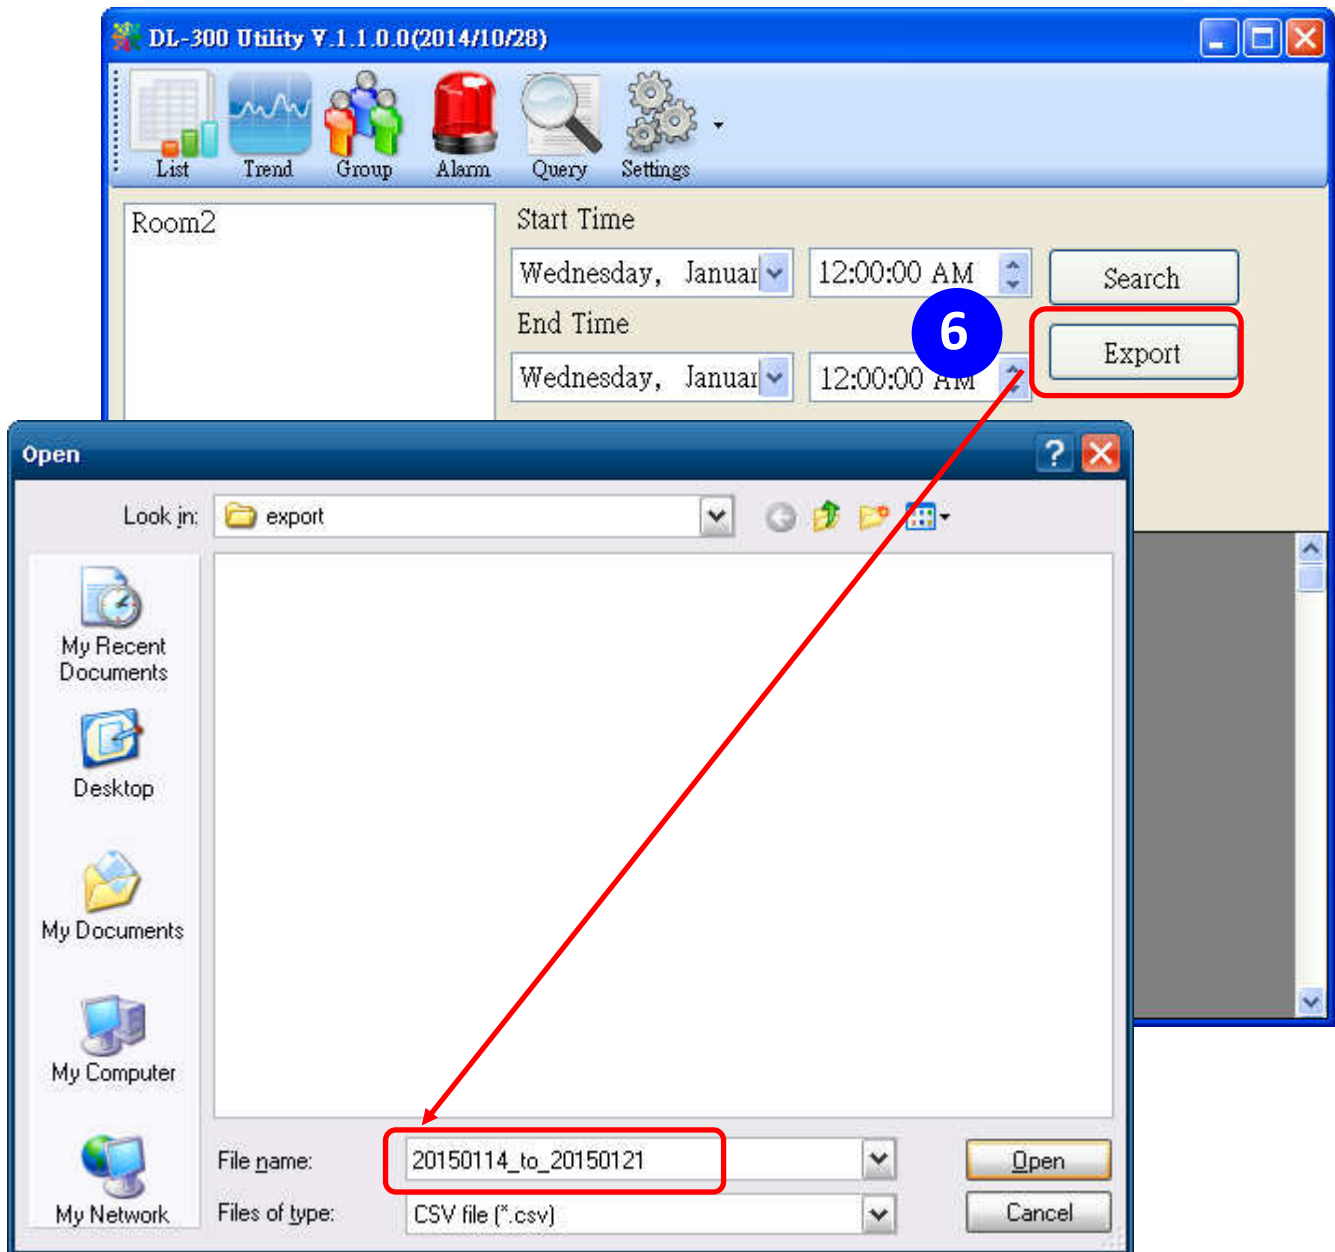 DL-300 Utility V.1.1.0.0(2014/10/28)
List Trend Group Alarm Query Settings
Room2
Start Time
Wednesday, Januar 12:00:00 AM Search
End Time
6
Wednesday, Januar 12:00:00 AM Export
Open
Look in: export
My Recent
Documents
Desktop
My Documents
My Computer
My Network
File name: 20150114_to_20150121 Open
Files of type: CSV file (*.csv) Cancel